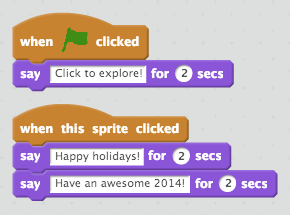 when clicked
say Click to explore! for 2 secs
when this sprite clicked
say Happy holidays! for 2 secs
say Have an awesome 2014! for 2 secs